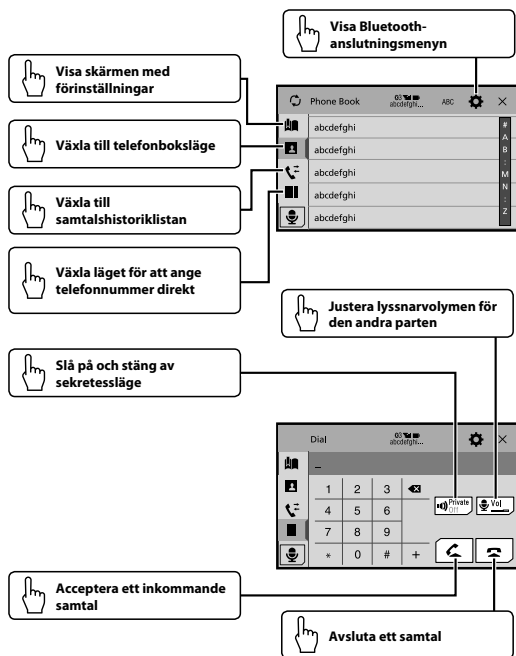 Visa Bluetooth-
anslutningsmenyn
Visa skärmen med
förinställningar
Växla till telefonboksläge
Växla till
samtalshistoriklistan
Växla läget för att ange
telefonnummer direkt
Phone Book
03
abcdefghi...
ABC
abcdefghi
abcdefghi
abcdefghi
abcdefghi
abcdefghi
#
A
B
:
M
N
:
Z
Justera lyssnarvolymen för
den andra parten
Slå på och stäng av
sekretessläge
Dial
03
abcdefghi...
_
1 2 3
4 5 6
7 8 9
* 0 # +
Private
Off
Vol
Acceptera ett inkommande
samtal
Avsluta ett samtal